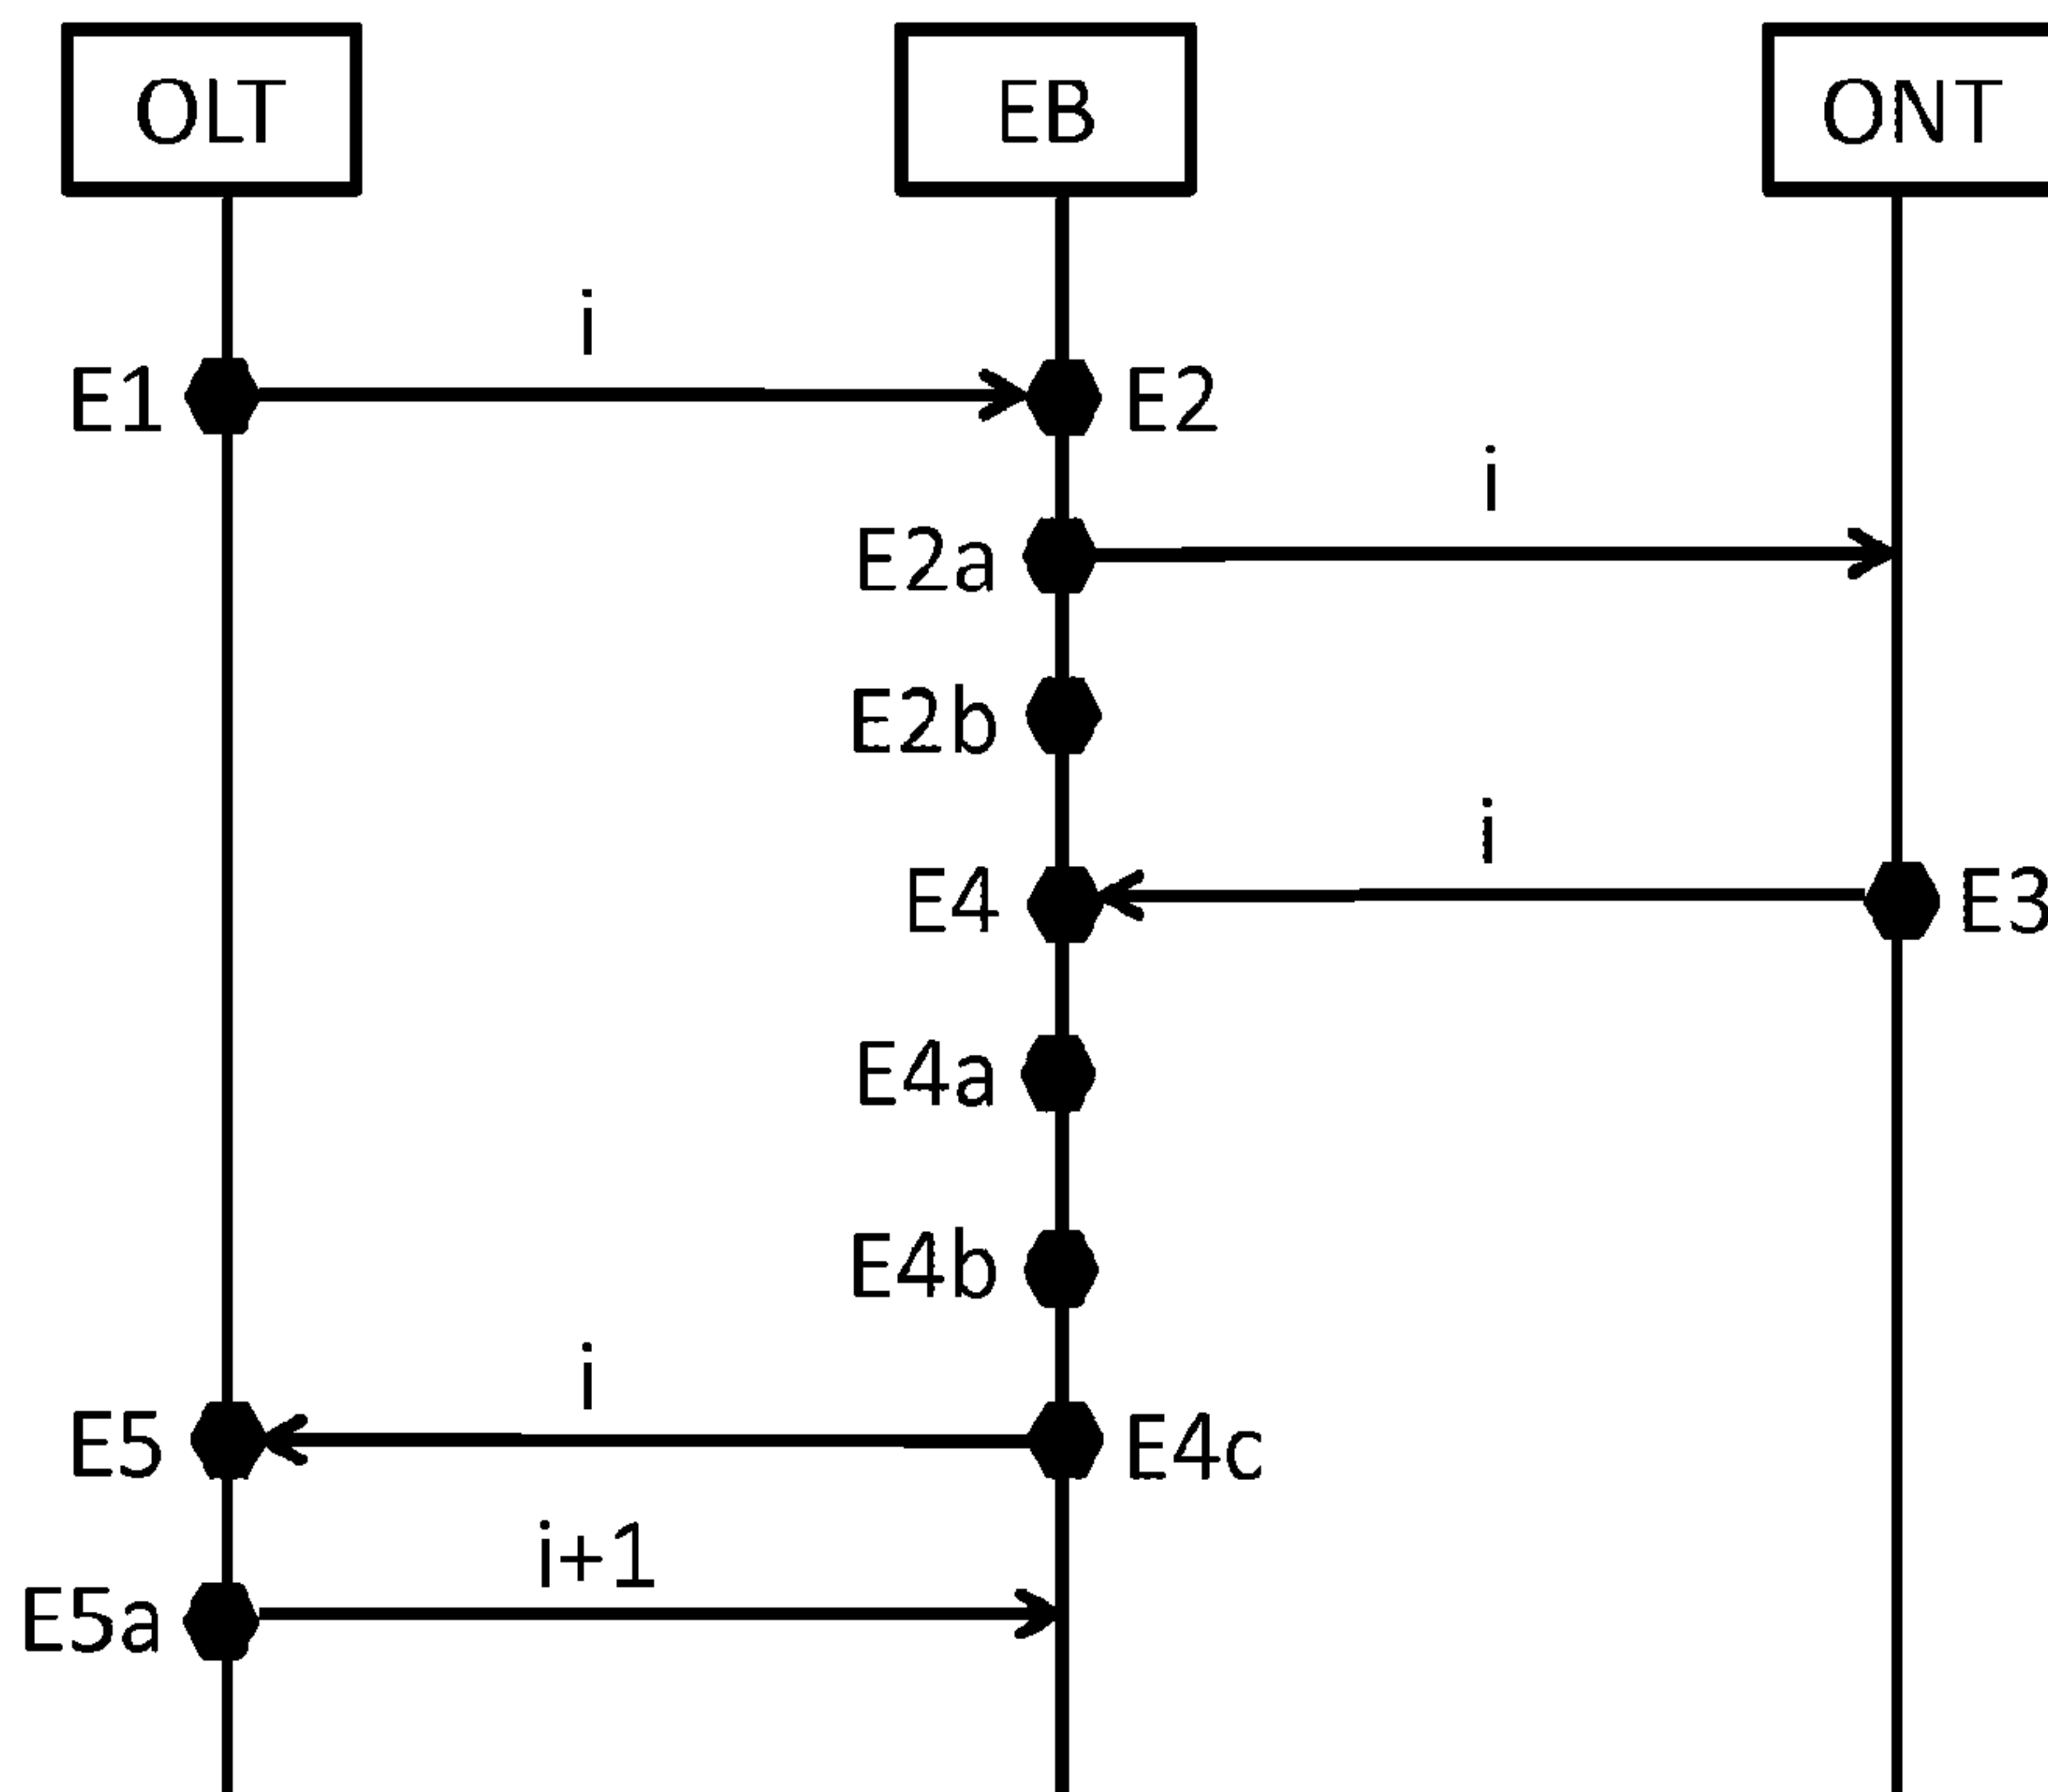 OLT EB ONT
i
E1 E2
i
E2a
E2b
i
E4 E3
E4a
E4b
i
E5 E4c
i+1
E5a